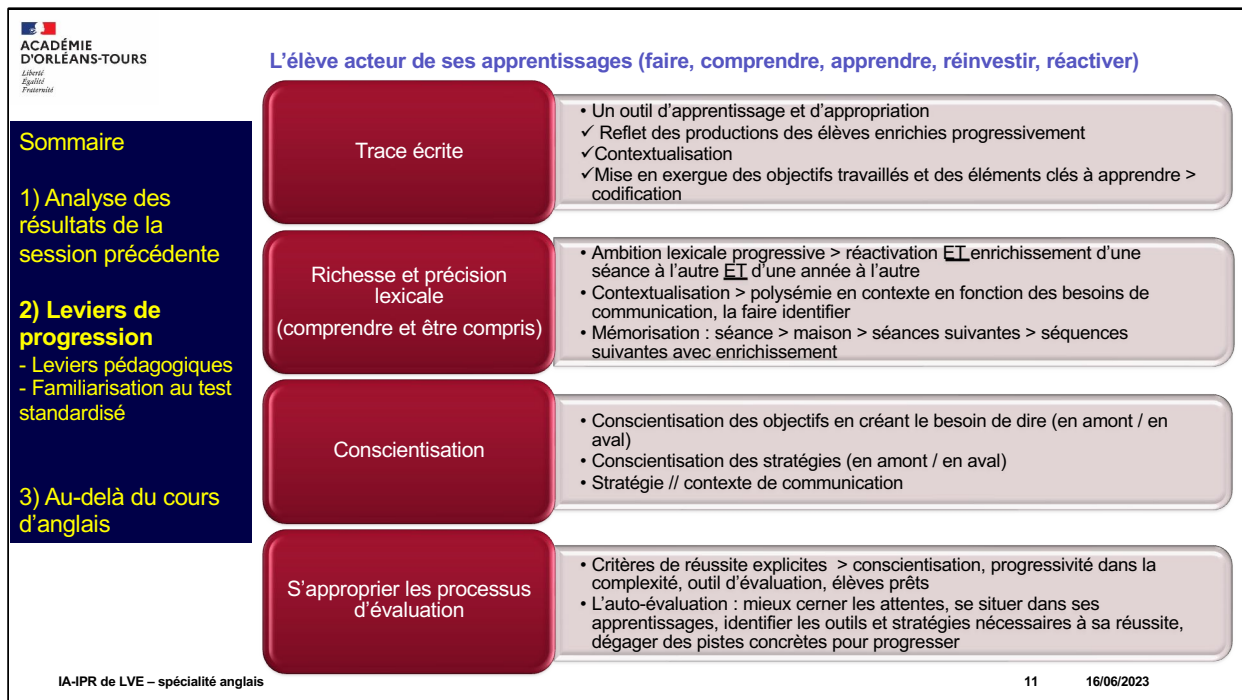 ACADÉMIE
D'ORLÉANS-TOURS
Liberté
Égalité
Fraternité
L'élève acteur de ses apprentissages (faire, comprendre, apprendre, réinvestir, réactiver)
Sommaire
1) Analyse des
résultats de la
session précédente
2) Leviers de
progression
- Leviers pédagogiques
- Familiarisation au test
standardisé
3) Au-delà du cours
d'anglais
Trace écrite
• Un outil d'apprentissage et d'appropriation
✓ Reflet des productions des élèves enrichies progressivement
✓Contextualisation
✓Mise en exergue des objectifs travaillés et des éléments clés à apprendre >
codification
Richesse et précision
lexicale
(comprendre et être compris)
• Ambition lexicale progressive > réactivation ET enrichissement d'une
séance à l'autre ET d'une année à l'autre
• Contextualisation > polysémie en contexte en fonction des besoins de
communication, la faire identifier
• Mémorisation : séance > maison > séances suivantes > séquences
suivantes avec enrichissement
Conscientisation
• Conscientisation des objectifs en créant le besoin de dire (en amont / en
aval)
• Conscientisation des stratégies (en amont / en aval)
• Stratégie // contexte de communication
S'approprier les processus
d'évaluation
• Critères de réussite explicites > conscientisation, progressivité dans la
complexité, outil d'évaluation, élèves prêts
• L'auto-évaluation : mieux cerner les attentes, se situer dans ses
apprentissages, identifier les outils et stratégies nécessaires à sa réussite,
dégager des pistes concrètes pour progresser
IA-IPR de LVE – spécialité anglais
11
16/06/2023